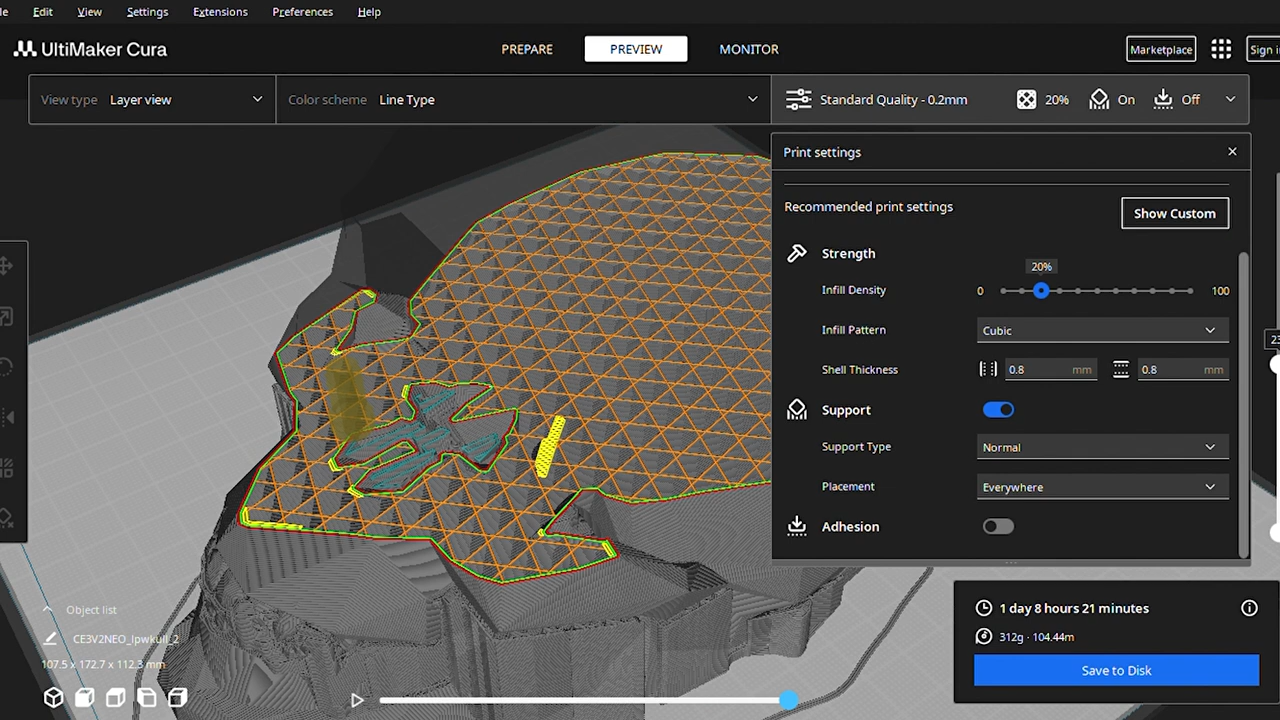 Edit View Settings Extensions Preferences Help
UltiMaker Cura
PREPARE PREVIEW MONITOR
Marketplace
Sign
View type Layer view
Color scheme Line Type
Standard Quality - 0.2mm 20% On Off
Print settings
Recommended print settings
Show Custom
Strength
20%
Infill Density 0 100
Infill Pattern Cubic
Shell Thickness 0.8 mm 0.8 mm
Support
Support Type Normal
Placement Everywhere
Adhesion
Object list
CE3V2NEO_lpwkull_2
107.5 x 172.7 x 112.3 mm
1 day 8 hours 21 minutes
312g · 104.44m
Save to Disk